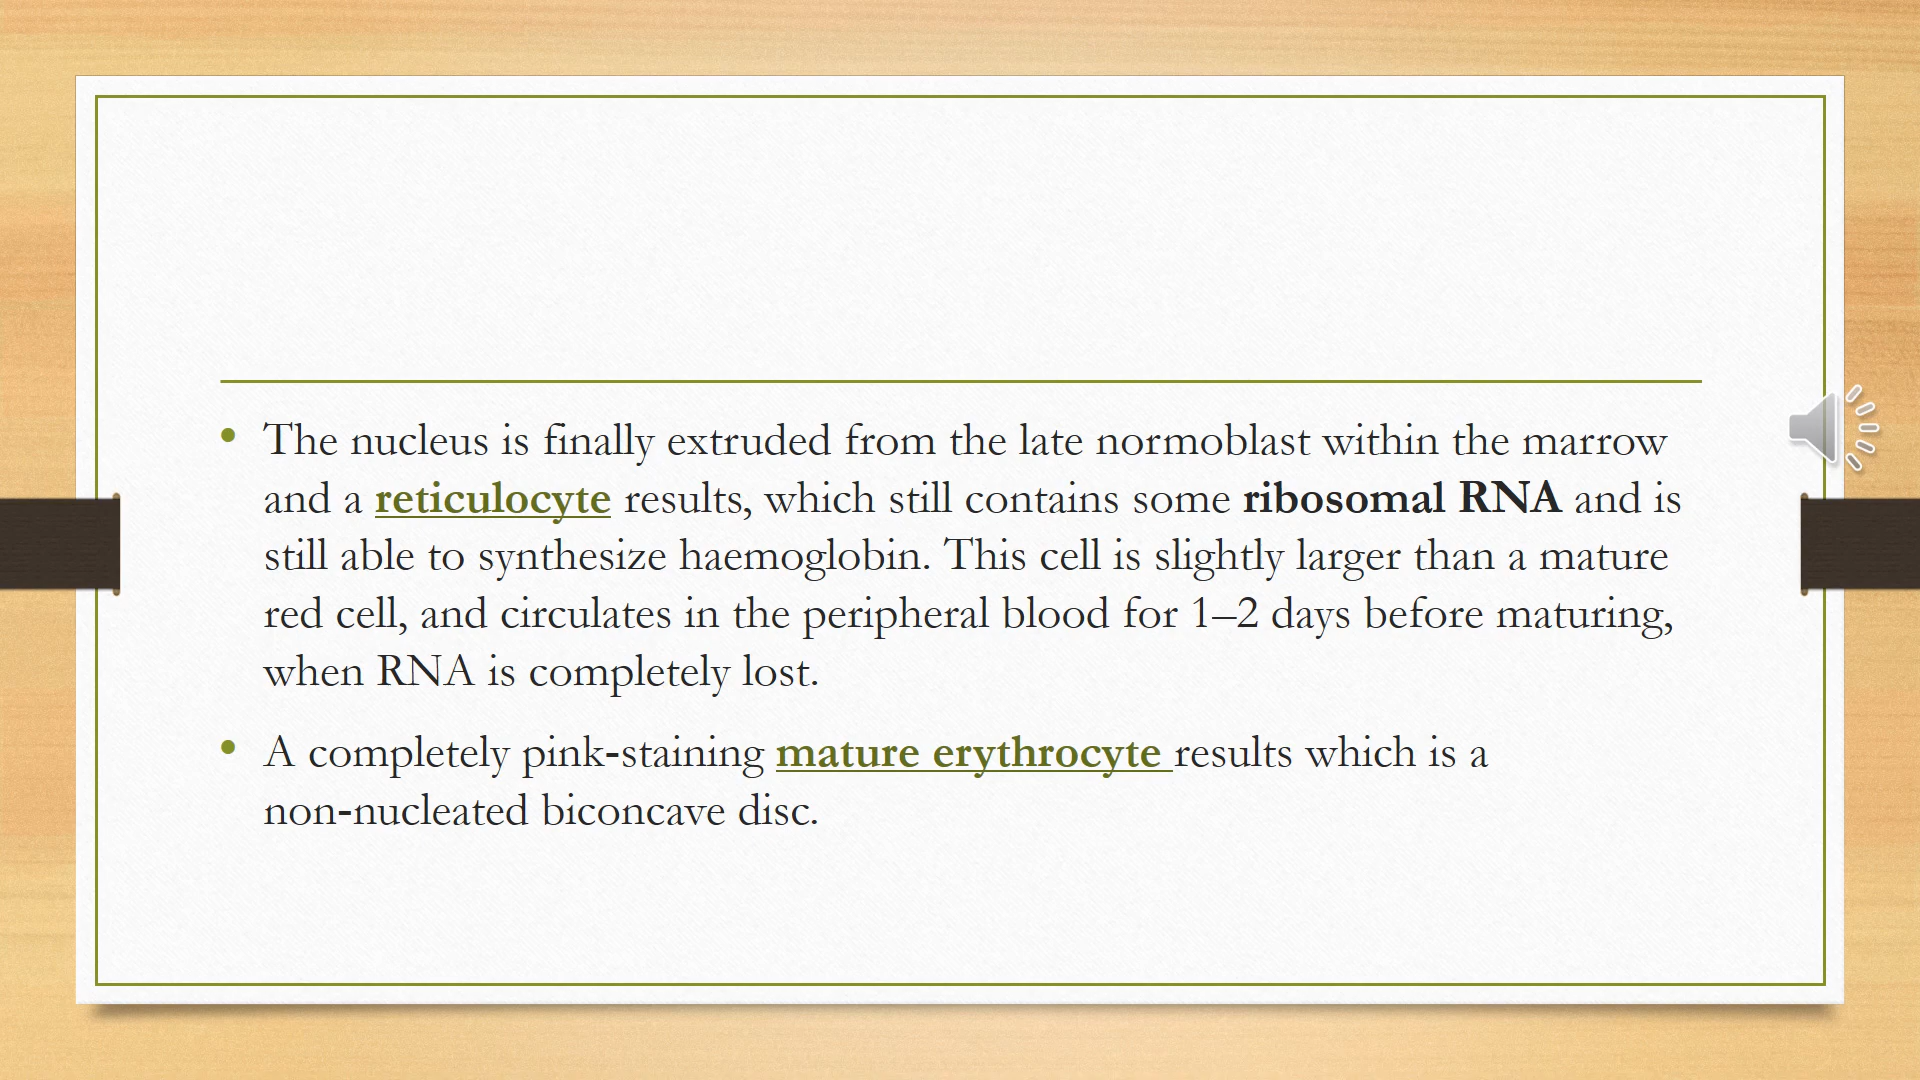 • The nucleus is finally extruded from the late normoblast within the marrow
and a reticulocyte results, which still contains some ribosomal RNA and is
still able to synthesize haemoglobin. This cell is slightly larger than a mature
red cell, and circulates in the peripheral blood for 1–2 days before maturing,
when RNA is completely lost.
• A completely pink-staining mature erythrocyte results which is a
non-nucleated biconcave disc.